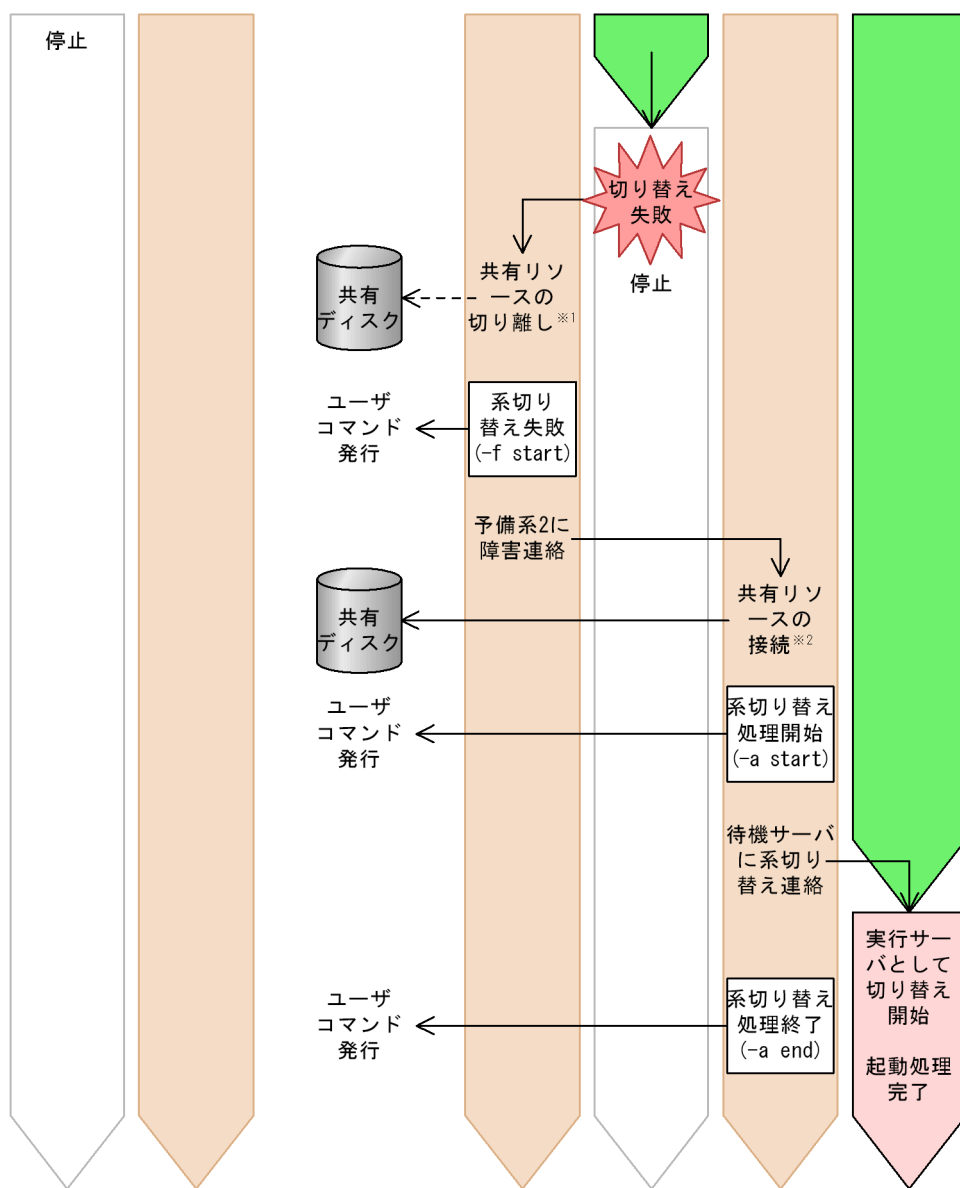 停止
切り替え
失敗
停止
共有リソ
ースの
切り離し※1
共有
ディスク
ユーザ
コマンド
発行
系切り
替え失敗
(-f start)
予備系2に
障害連絡
共有リソ
ースの
接続※2
共有
ディスク
ユーザ
コマンド
発行
系切り替え
処理開始
(-a start)
待機サーバ
に系切り
替え連絡
実行サー
バとして
切り替え
開始
ユーザ
コマンド
発行
系切り替え
処理終了
(-a end)
起動処理
完了